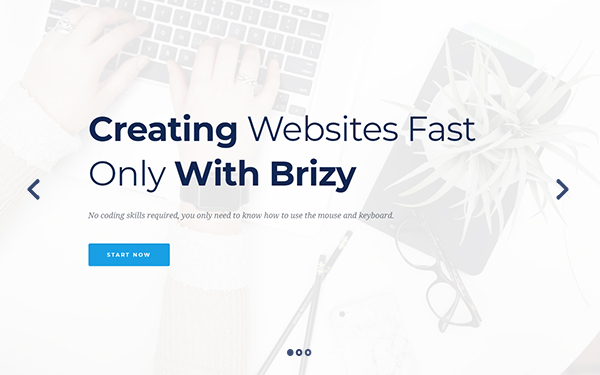 Creating Websites Fast
Only With Brizy
No coding skills required, you only need to know how to use the mouse and keyboard.
START NOW